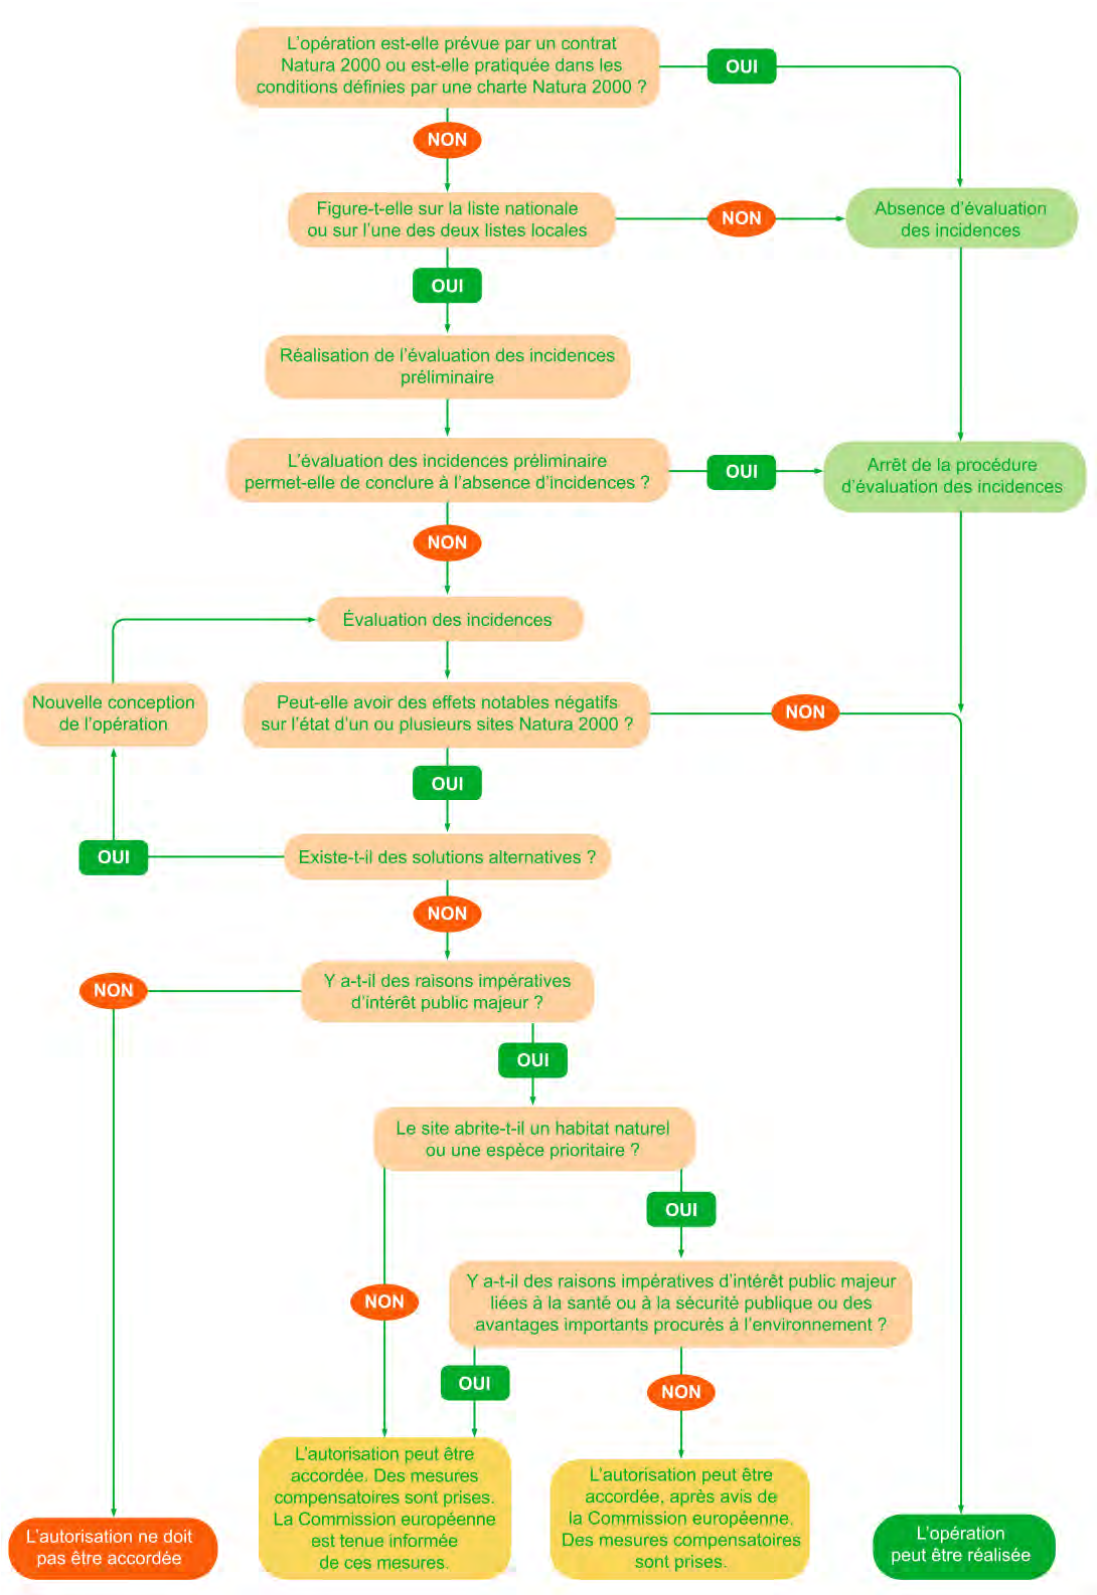 L'opération est-elle prévue par un contrat
Natura 2000 ou est-elle pratiquée dans les
conditions définies par une charte Natura 2000 ?
OUI
NON
Figure-t-elle sur la liste nationale
ou sur l'une des deux listes locales
NON
Absence d'évaluation
des incidences
OUI
Réalisation de l'évaluation des incidences
préliminaire
L'évaluation des incidences préliminaire
permet-elle de conclure à l'absence d'incidences ?
OUI
Arrêt de la procédure
d'évaluation des incidences
NON
Évaluation des incidences
Nouvelle conception
de l'opération
Peut-elle avoir des effets notables négatifs
sur l'état d'un ou plusieurs sites Natura 2000 ?
NON
OUI
OUI
Existe-t-il des solutions alternatives ?
NON
NON
Y a-t-il des raisons impératives
d'intérêt public majeur ?
OUI
Le site abrite-t-il un habitat naturel
ou une espèce prioritaire ?
OUI
NON
Y a-t-il des raisons impératives d'intérêt public majeur
liées à la santé ou à la sécurité publique ou des
avantages importants procurés à l'environnement ?
OUI
NON
L'autorisation ne doit
pas être accordée
L'autorisation peut être
accordée. Des mesures
compensatoires sont prises.
La Commission européenne
est tenue informée
de ces mesures.
L'autorisation peut être
accordée, après avis de
la Commission européenne.
Des mesures compensatoires
sont prises.
L'opération
peut être réalisée